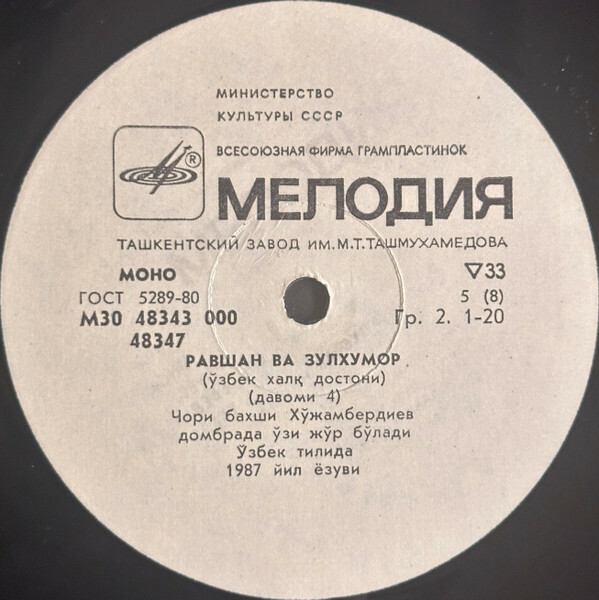 МИНИСТЕРСТВО
КУЛЬТУРЫ СССР
ВСЕСОЮЗНАЯ ФИРМА ГРАМПЛАСТИНОК
®
МЕЛОДИЯ
ТАШКЕНТСКИЙ ЗАВОД ИМ. М.Т.ТАШМУХАМЕДОВА
МОНО ▽33
ГОСТ 5289-80 5 (8)
М30 48343 000 Гр. 2. 1-20
48347
РАВШАН ВА ЗУЛХУМОР
(ўзбек халқ достони)
(давоми 4)
Чори бахши Хўжамбердиев
домбрада ўзи жўр бўлади
Ўзбек тилида
1987 йил ёзуви